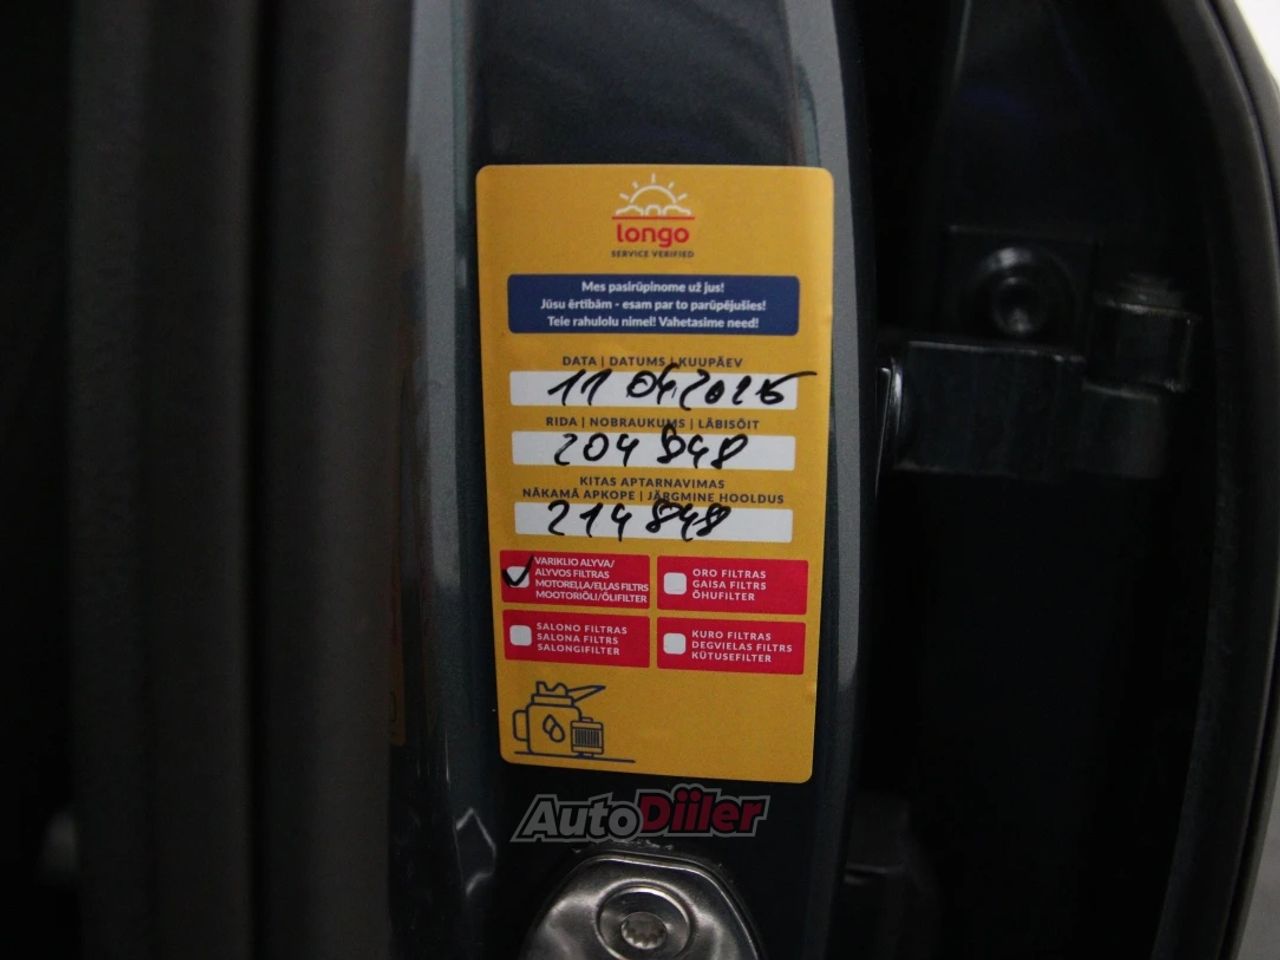 longo
SERVICE VERIFIED
Mes pasirūpinome už jus!
Jūsu ērtībām - esam par to parūpējušies!
Teie rahulolu nimel! Vahetasime need!
DATA | DATUMS | KUUPÄEV
11 04 2025
RIDA | NOBRAUKUMS | LÄBISÕIT
204 848
KITAS APTARNAVIMAS
NĀKAMĀ APKOPE | JÄRGMINE HOOLDUS
214 848
VARIKLIO ALYVA/
ALYVOS FILTRAS
MOTOREĻĻA/EĻĻAS FILTRS
MOOTORIÕLI/ÕLIFILTER
ORO FILTRAS
GAISA FILTRS
ÕHUFILTER
SALONO FILTRAS
SALONA FILTRS
SALONGIFILTER
KURO FILTRAS
DEGVIELAS FILTRS
KÜTUSEFILTER
AutoDiiler